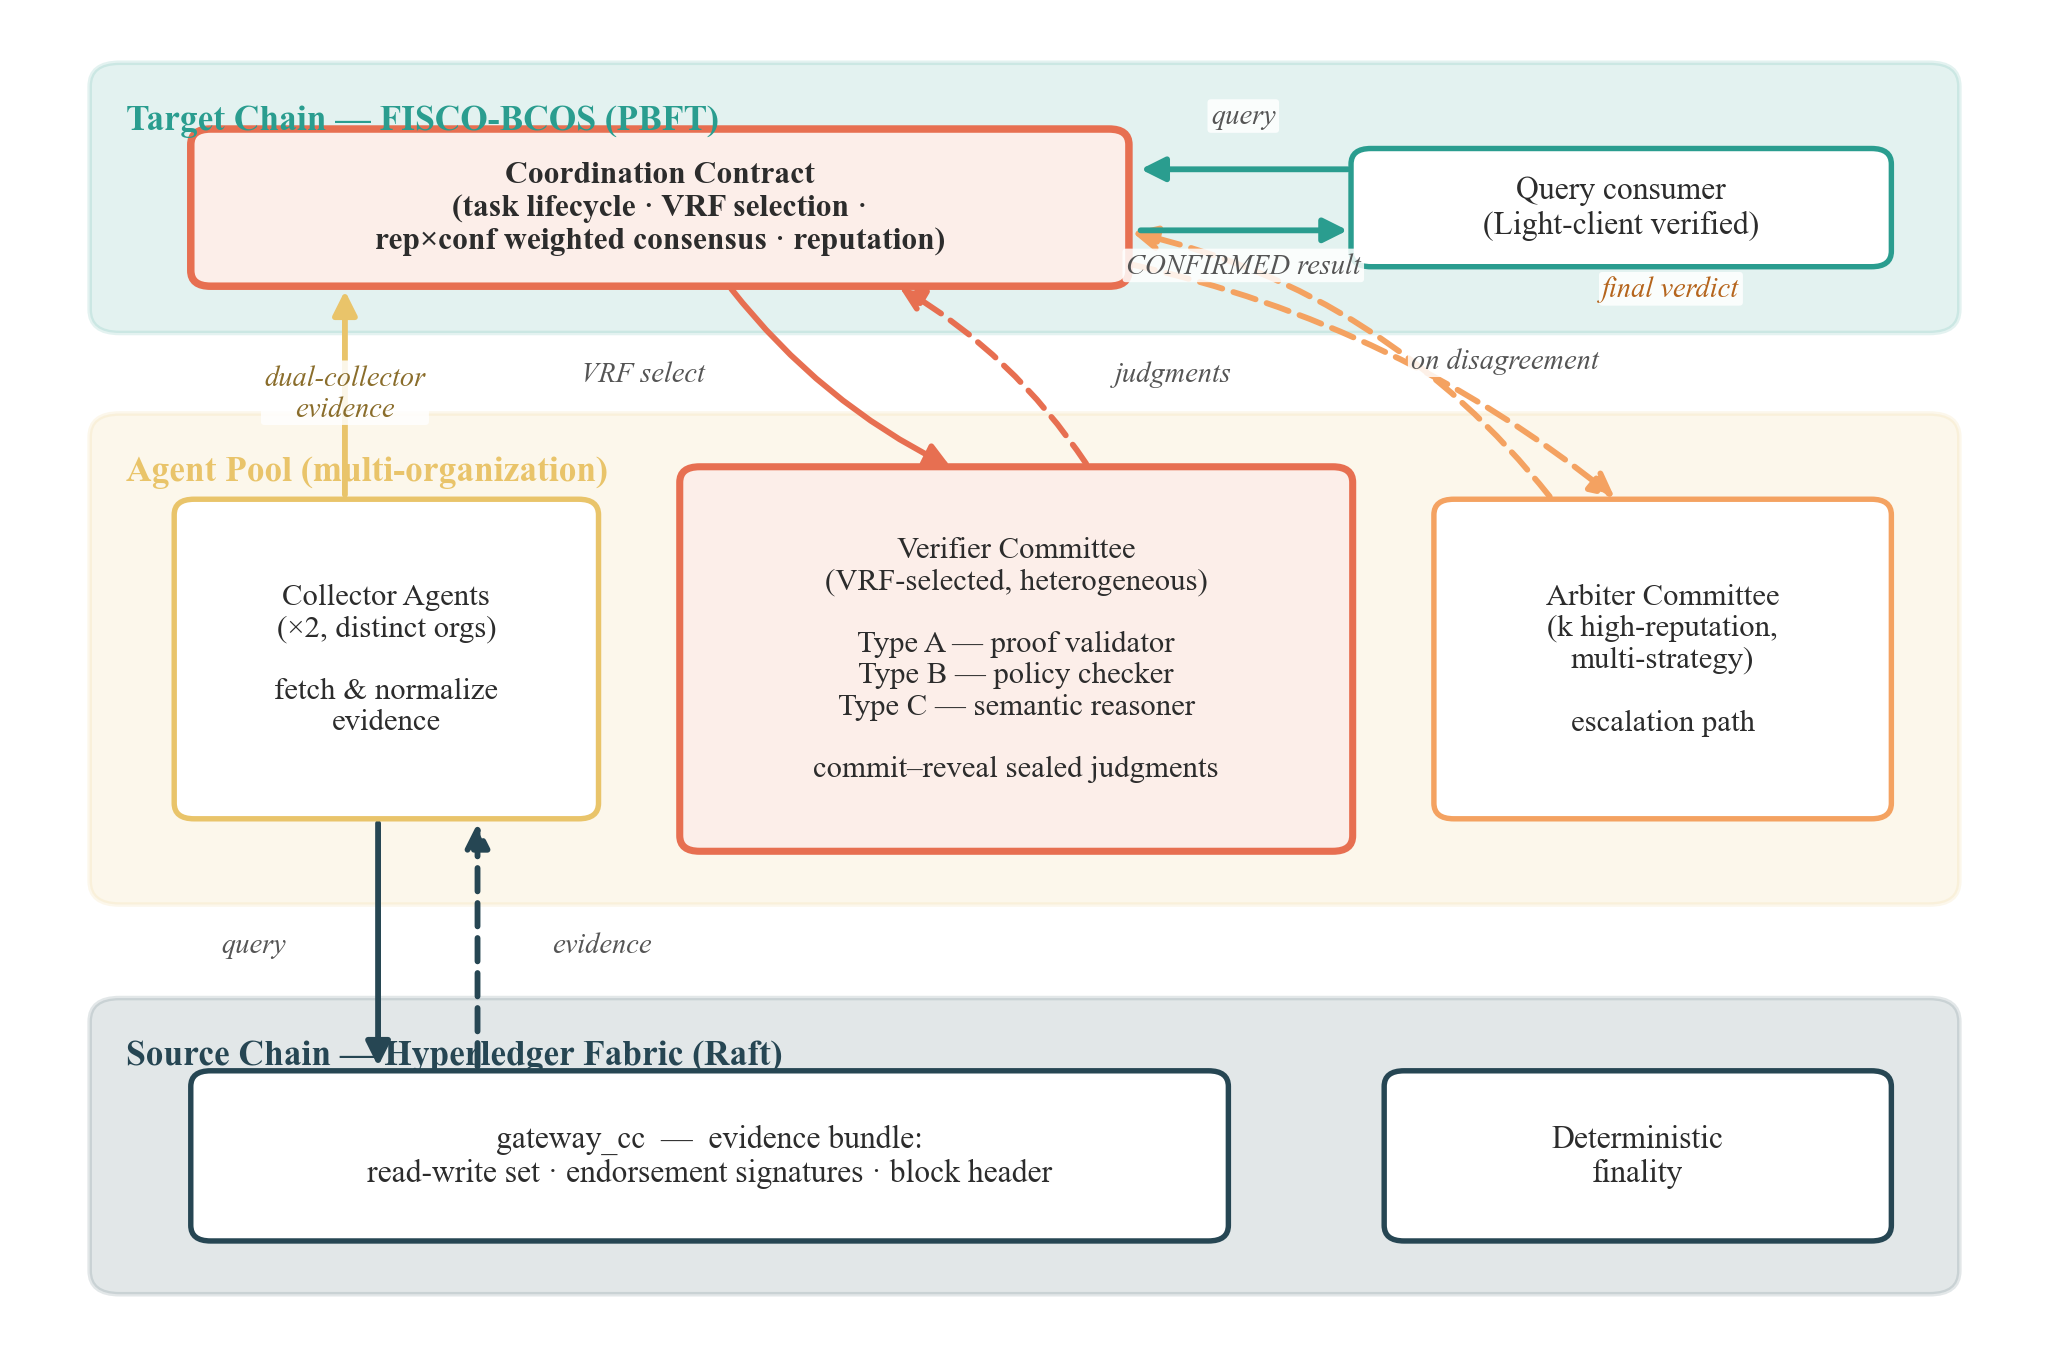 Target Chain — FISCO-BCOS (PBFT)
query
Coordination Contract
(task lifecycle · VRF selection ·
rep×conf weighted consensus · reputation)
Query consumer
(Light-client verified)
CONFIRMED result
final verdict
dual-collector
evidence
VRF select
judgments
on disagreement
Agent Pool (multi-organization)
Collector Agents
(×2, distinct orgs)
fetch & normalize
evidence
Verifier Committee
(VRF-selected, heterogeneous)
Type A — proof validator
Type B — policy checker
Type C — semantic reasoner
commit–reveal sealed judgments
Arbiter Committee
(k high-reputation,
multi-strategy)
escalation path
query
evidence
Source Chain — Hyperledger Fabric (Raft)
gateway_cc — evidence bundle:
read-write set · endorsement signatures · block header
Deterministic
finality